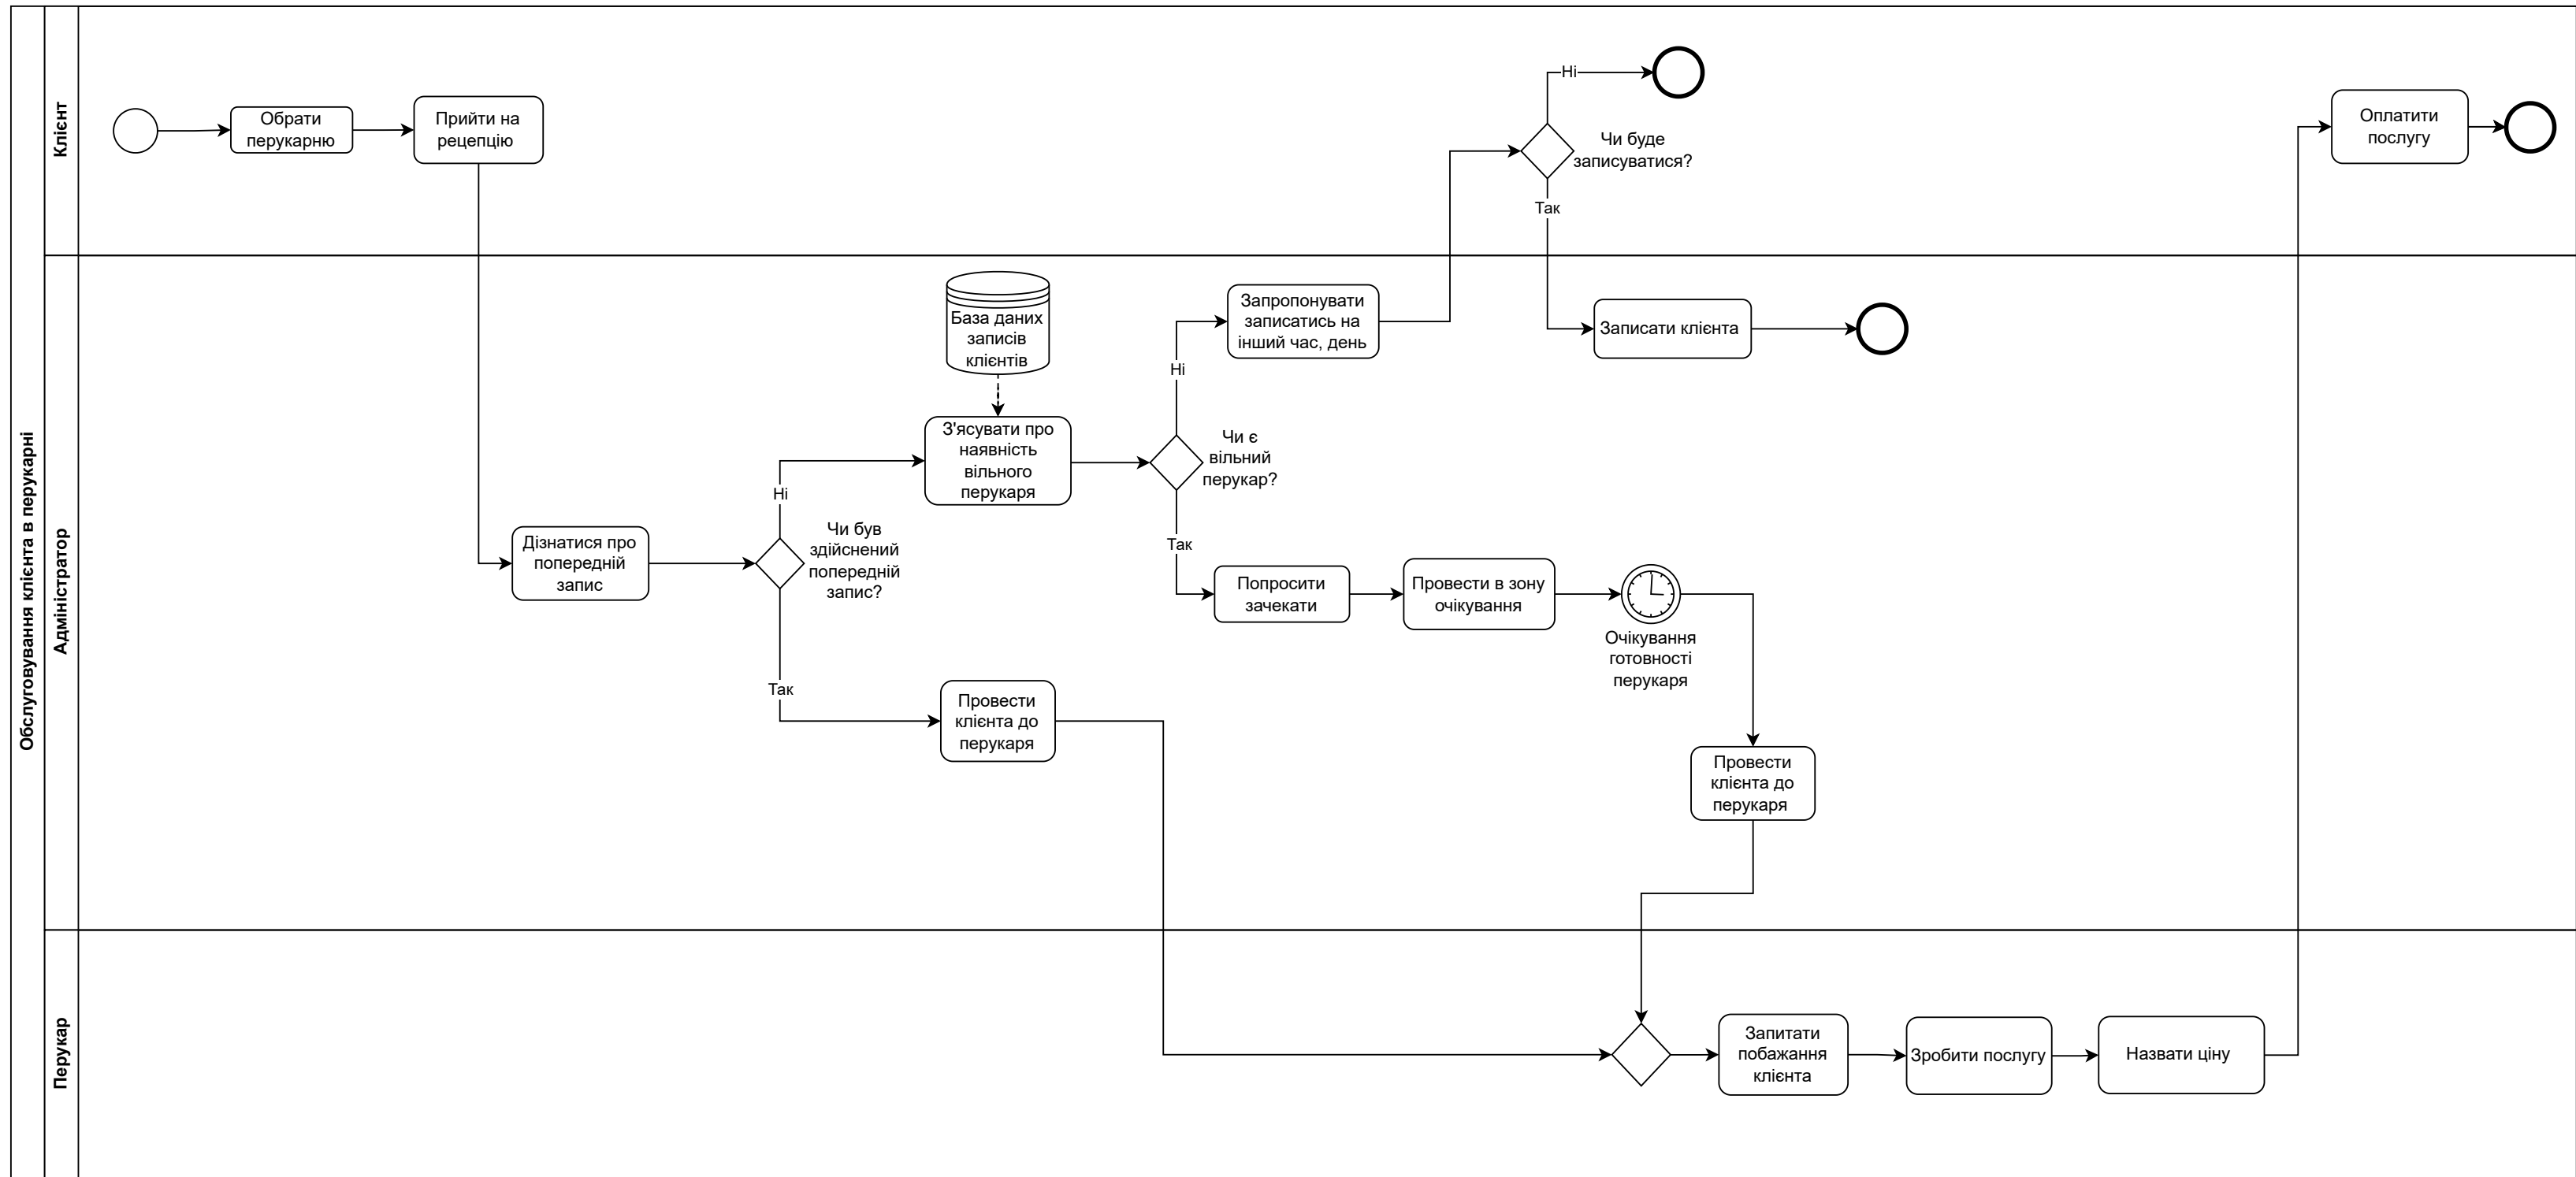 Обслуговування клієнта в перукарні
Клієнт
Обрати
перукарню
Прийти на
рецепцію
Ні
Чи буде
записуватися?
Так
Оплатити
послугу
Адміністратор
База даних
записів
клієнтів
Запропонувати
записатись на
інший час, день
Записати клієнта
Ні
З'ясувати про
наявність
вільного
перукаря
Чи є
вільний
перукар?
Ні
Дізнатися про
попередній
запис
Чи був
здійснений
попередній
запис?
Так
Попросити
зачекати
Провести в зону
очікування
Очікування
готовності
перукаря
Так
Провести
клієнта до
перукаря
Провести
клієнта до
перукаря
Перукар
Запитати
побажання
клієнта
Зробити послугу
Назвати ціну